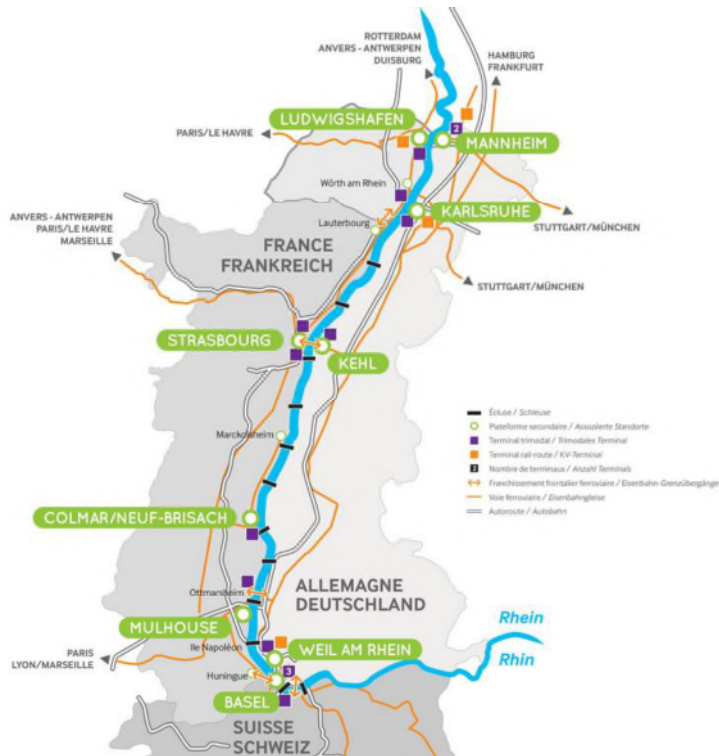 ROTTERDAM
ANVERS - ANTWERPEN
DUISBURG
HAMBURG
FRANKFURT
LUDWIGSHAFEN
2
PARIS/LE HAVRE
MANNHEIM
Wörth am Rhein
KARLSRUHE
ANVERS - ANTWERPEN
PARIS/LE HAVRE
MARSEILLE
Lauterbourg
STUTTGART/MÜNCHEN
FRANCE
FRANKREICH
STUTTGART/MÜNCHEN
STRASBOURG
KEHL
Écluse / Schleuse
Plateforme secondaire / Assoziierte Standorte
Terminal trimodal / Trimodales Terminal
Terminal rail-route / KV-Terminal
2 Nombre de terminaux / Anzahl Terminals
Franchissement frontalier ferroviaire / Eisenbahn-Grenzübergänge
Voie ferroviaire / Eisenbahngleise
Autoroute / Autobahn
Marckolsheim
COLMAR/NEUF-BRISACH
Ottmarsheim
ALLEMAGNE
DEUTSCHLAND
MULHOUSE
Rhein
Rhin
Ile Napoléon
WEIL AM RHEIN
PARIS
LYON/MARSEILLE
Huningue
3
BASEL
SUISSE
SCHWEIZ